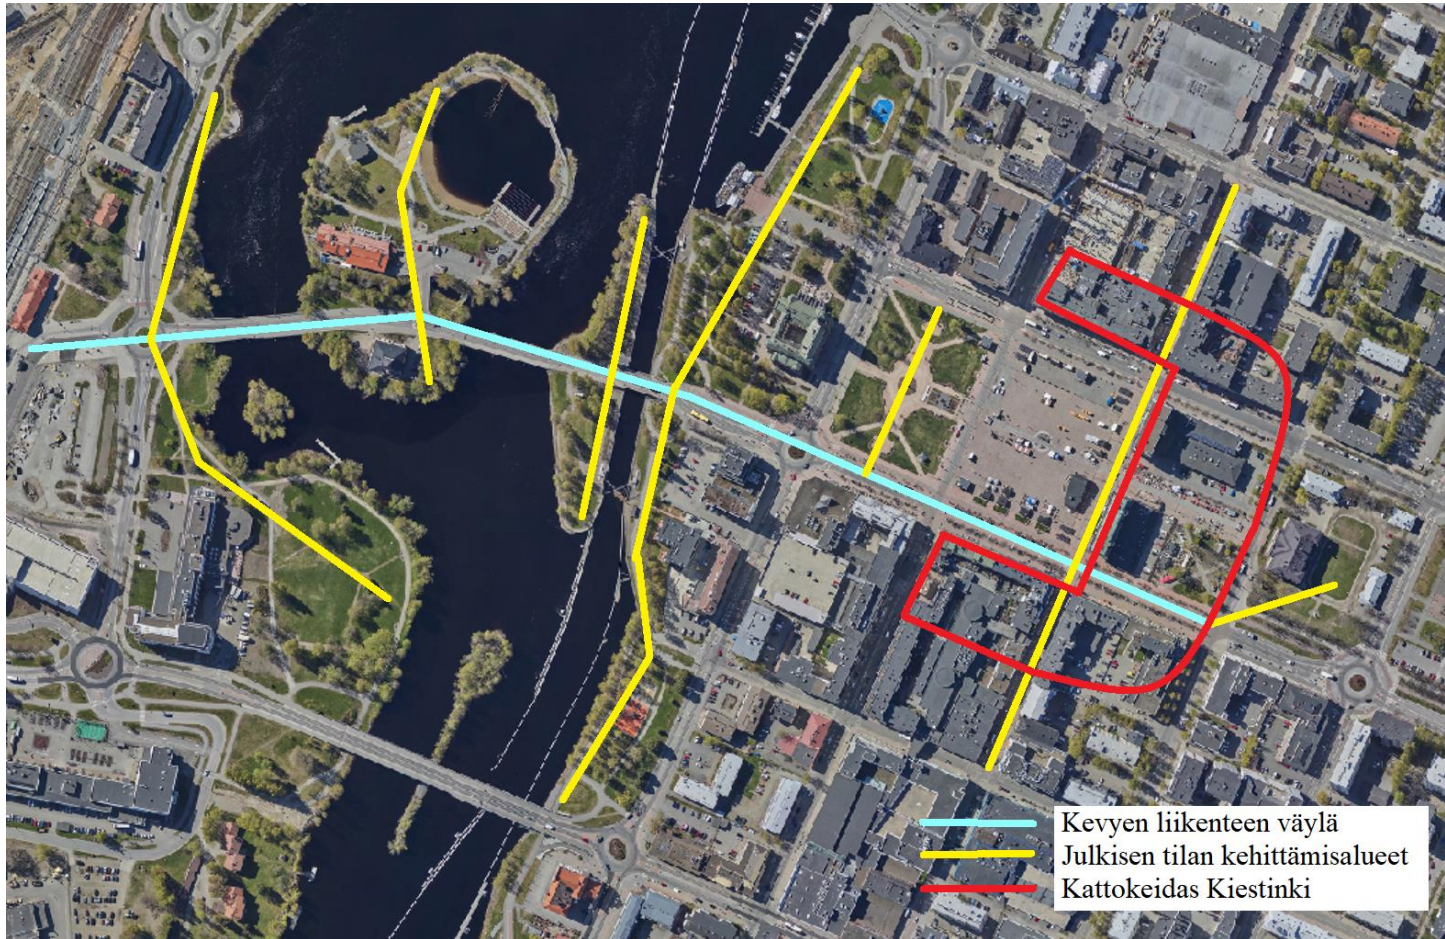 Kevyen liikenteen väylä
Julkisen tilan kehittämisalueet
Kattokeidas Kiestinki